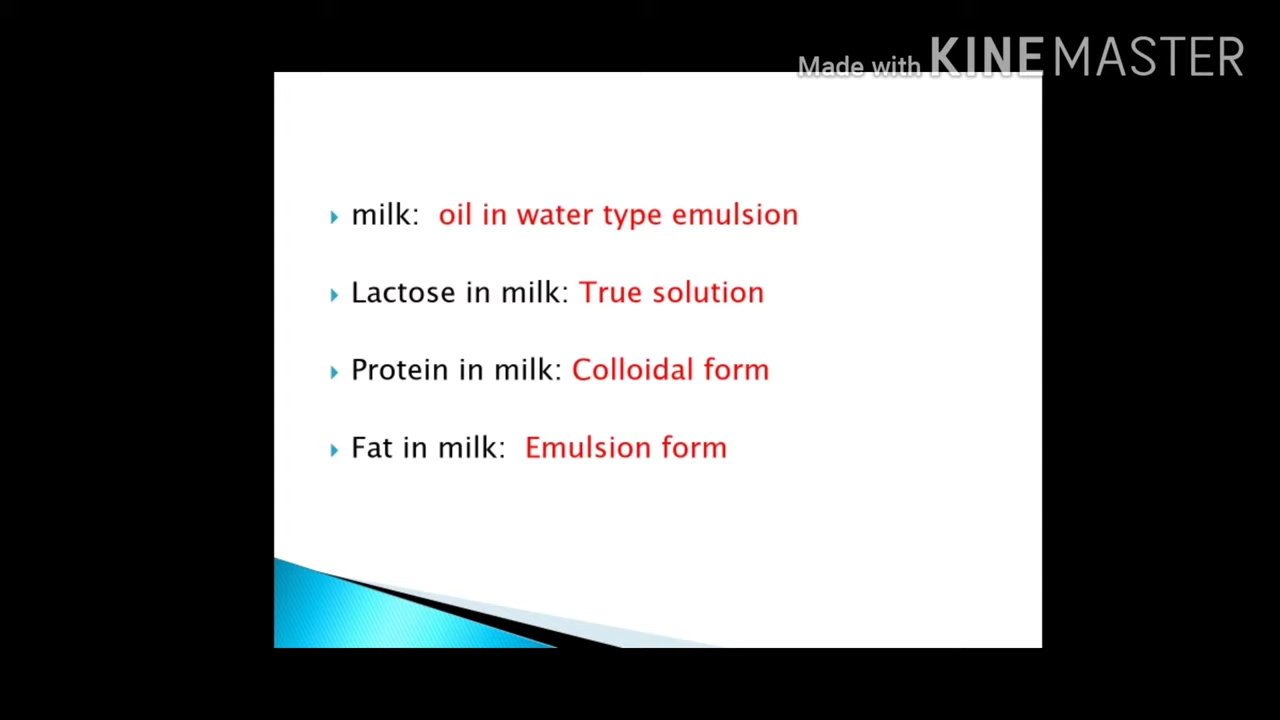 Made with KINEMASTER
milk: oil in water type emulsion
Lactose in milk: True solution
Protein in milk: Colloidal form
Fat in milk: Emulsion form